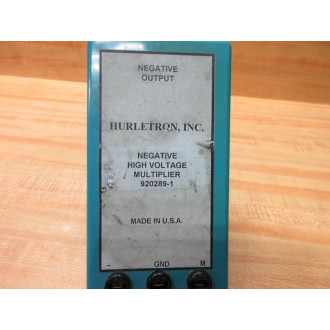 NEGATIVE
OUTPUT
HURLETRON, INC.
NEGATIVE
HIGH VOLTAGE
MULTIPLIER
920289-1
MADE IN U.S.A.
– GND M